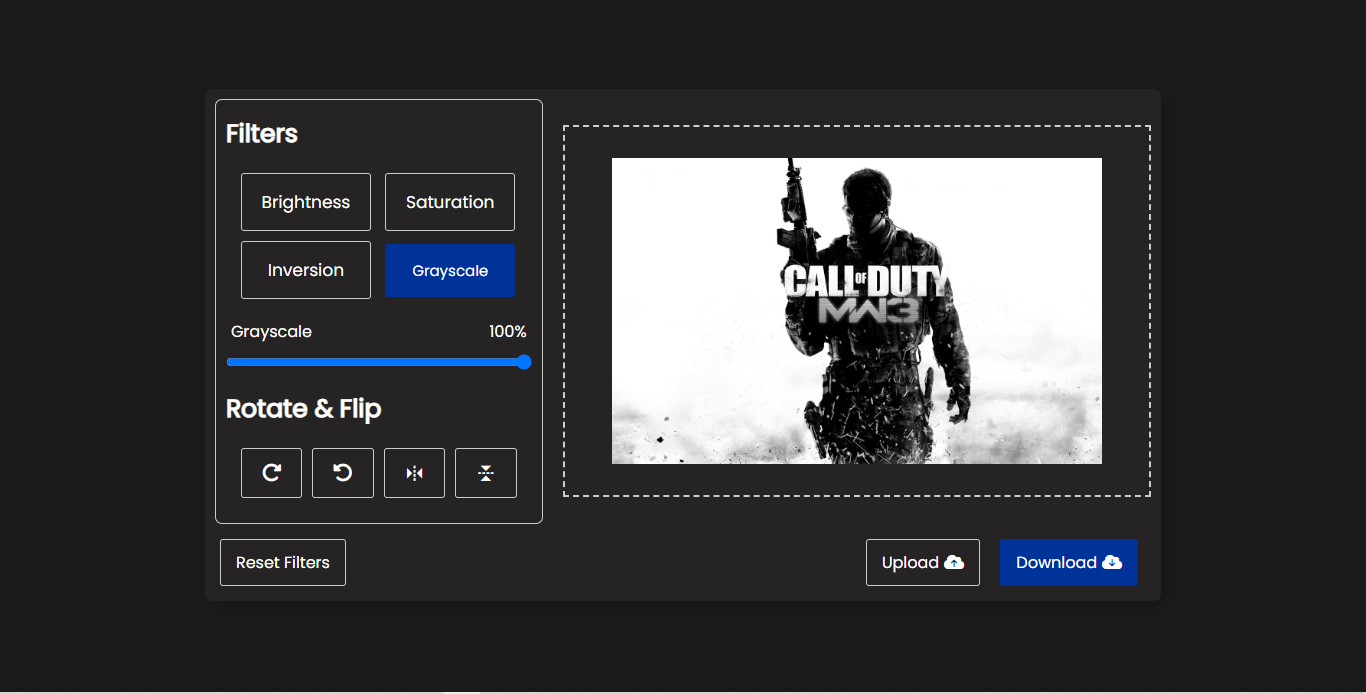 Filters
Brightness
Saturation
Inversion
Grayscale
Grayscale
100%
Rotate & Flip
CALL OF DUTY
MW3
Reset Filters
Upload
Download